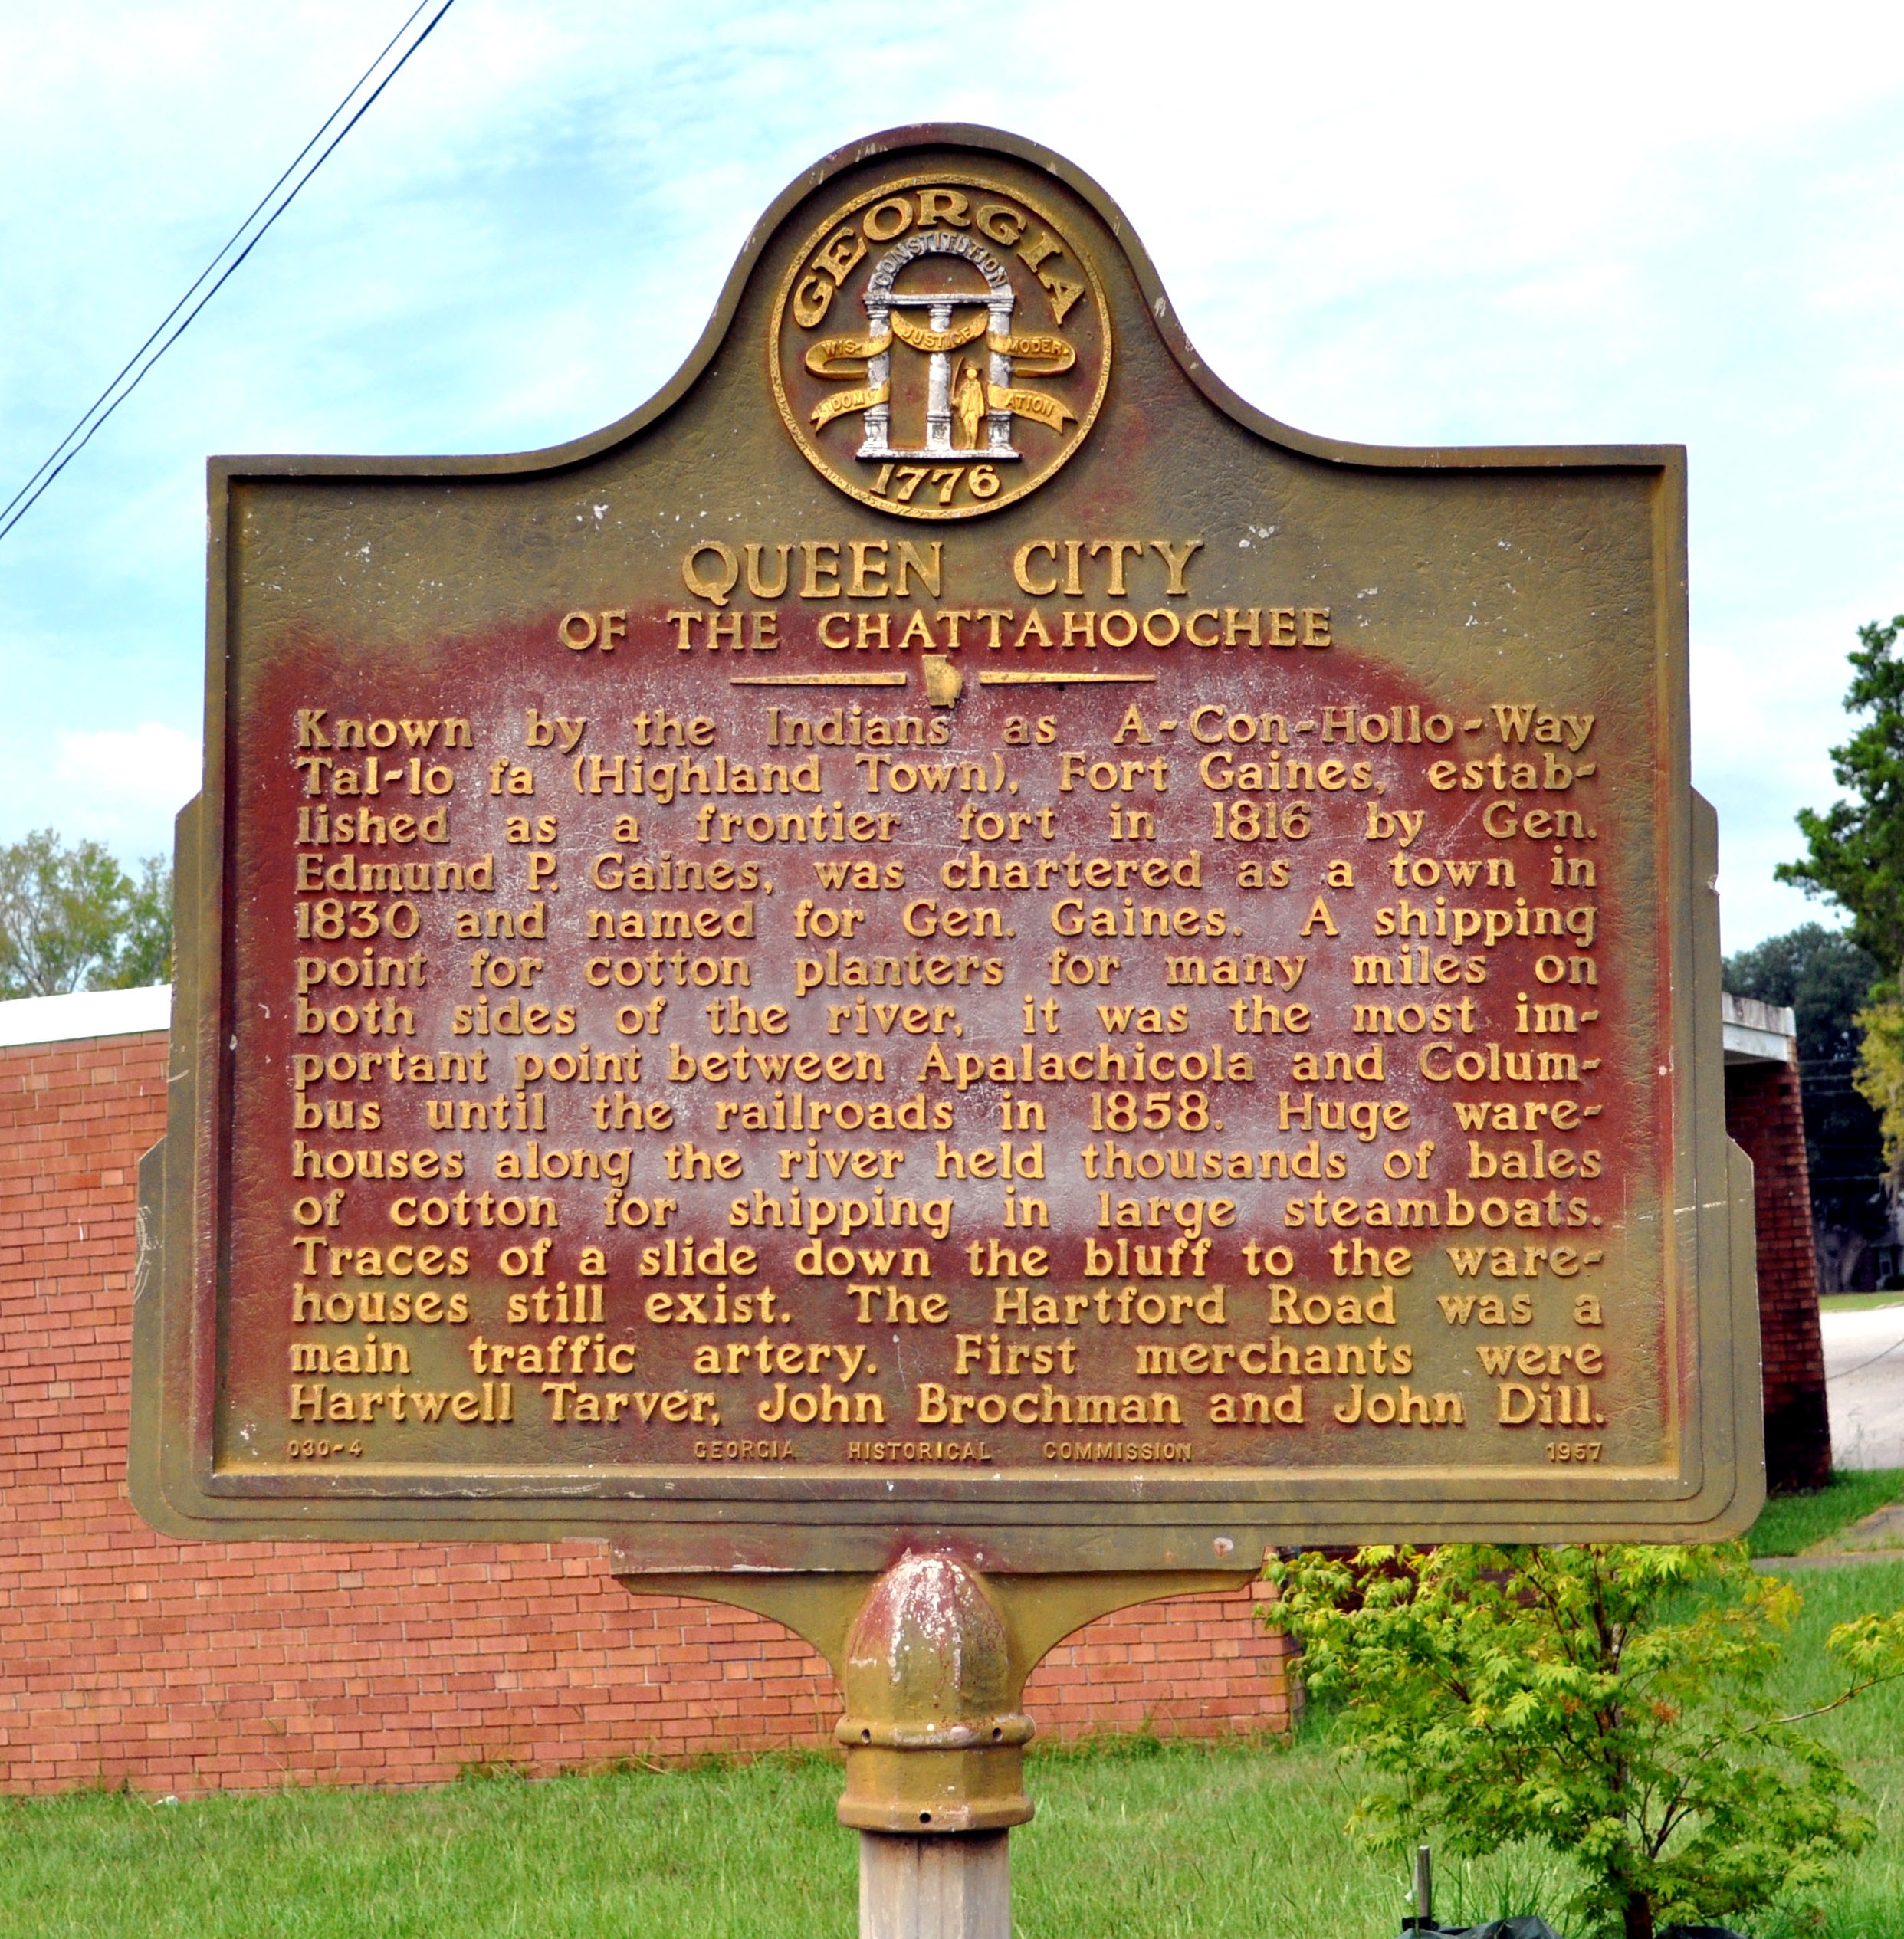 GEORGIA
CONSTITUTION
WIS- JUSTICE MODER-
DOM ATION
1776
QUEEN CITY
OF THE CHATTAHOOCHEE
Known by the Indians as A-Con-Hollo-Way
Tal-lo fa (Highland Town), Fort Gaines, estab-
lished as a frontier fort in 1816 by Gen.
Edmund P. Gaines, was chartered as a town in
1830 and named for Gen. Gaines. A shipping
point for cotton planters for many miles on
both sides of the river, it was the most im-
portant point between Apalachicola and Colum-
bus until the railroads in 1858. Huge ware-
houses along the river held thousands of bales
of cotton for shipping in large steamboats.
Traces of a slide down the bluff to the ware-
houses still exist. The Hartford Road was a
main traffic artery. First merchants were
Hartwell Tarver, John Brochman and John Dill.
030-4 GEORGIA HISTORICAL COMMISSION 1957